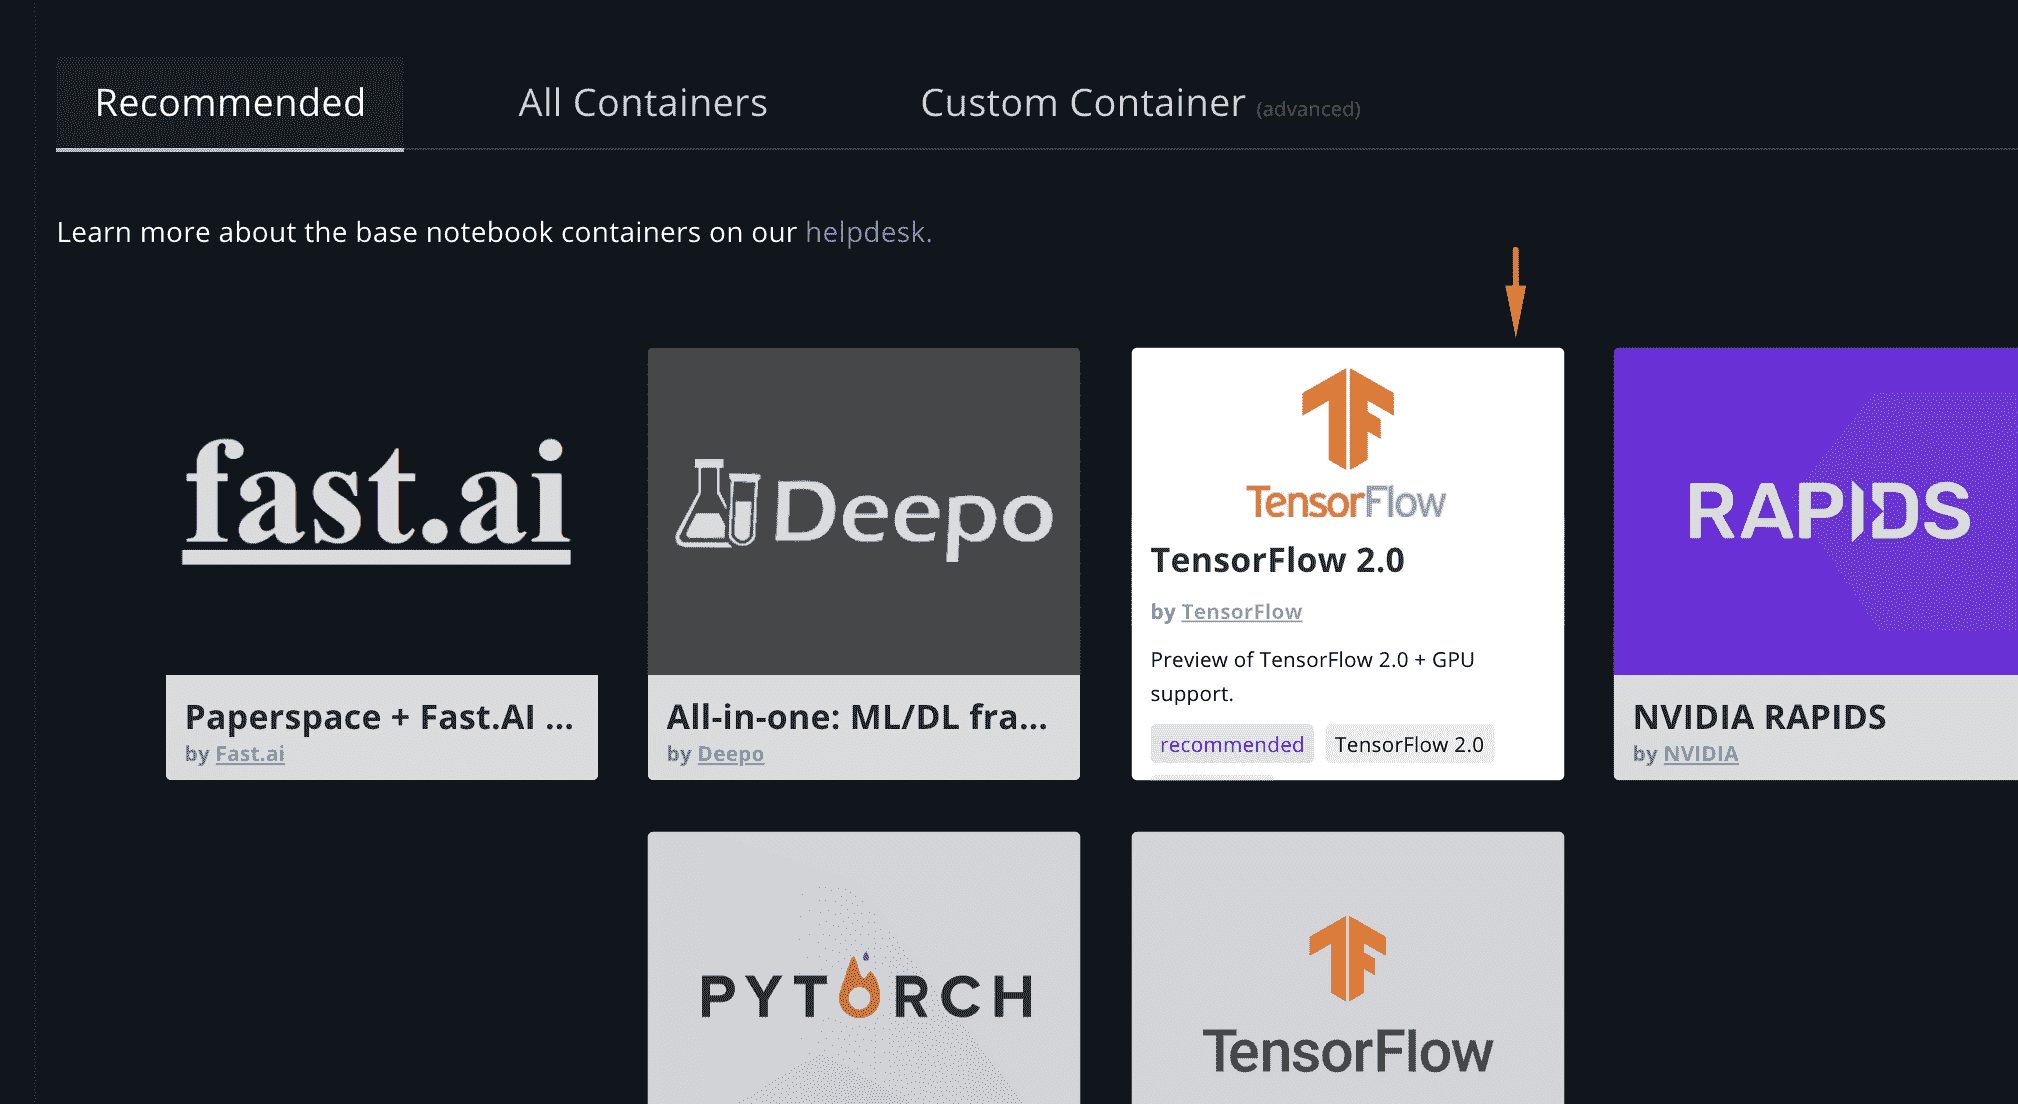 Recommended
All Containers
Custom Container (advanced)
Learn more about the base notebook containers on our helpdesk.
fast.ai
Paperspace + Fast.AI ...
by Fast.ai
Deepo
All-in-one: ML/DL fra...
by Deepo
TensorFlow
TensorFlow 2.0
by TensorFlow
Preview of TensorFlow 2.0 + GPU
support.
recommended
TensorFlow 2.0
RAPIDS
NVIDIA RAPIDS
by NVIDIA
PYTORCH
TensorFlow